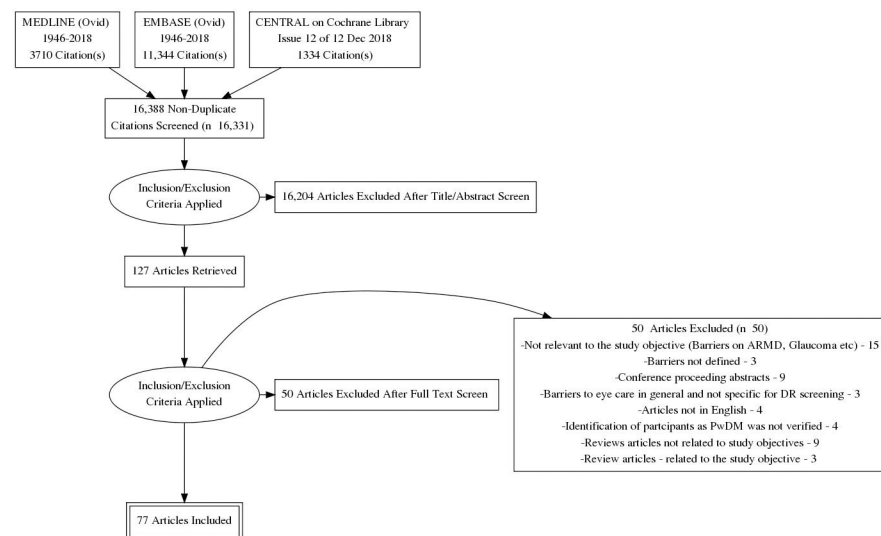 MEDLINE (Ovid)
1946-2018
3710 Citation(s)
EMBASE (Ovid)
1946-2018
11,344 Citation(s)
CENTRAL on Cochrane Library
Issue 12 of 12 Dec 2018
1334 Citation(s)
16,388 Non-Duplicate
Citations Screened (n 16,331)
Inclusion/Exclusion
Criteria Applied
16,204 Articles Excluded After Title/Abstract Screen
127 Articles Retrieved
Inclusion/Exclusion
Criteria Applied
50 Articles Excluded After Full Text Screen
50 Articles Excluded (n 50)
-Not relevant to the study objective (Barriers on ARMD, Glaucoma etc) - 15
-Barriers not defined - 3
-Conference proceeding abstracts - 9
-Barriers to eye care in general and not specific for DR screening - 3
-Articles not in English - 4
-Identification of partcipants as PwDM was not verified - 4
-Reviews articles not related to study objectives - 9
-Review articles - related to the study objective - 3
77 Articles Included